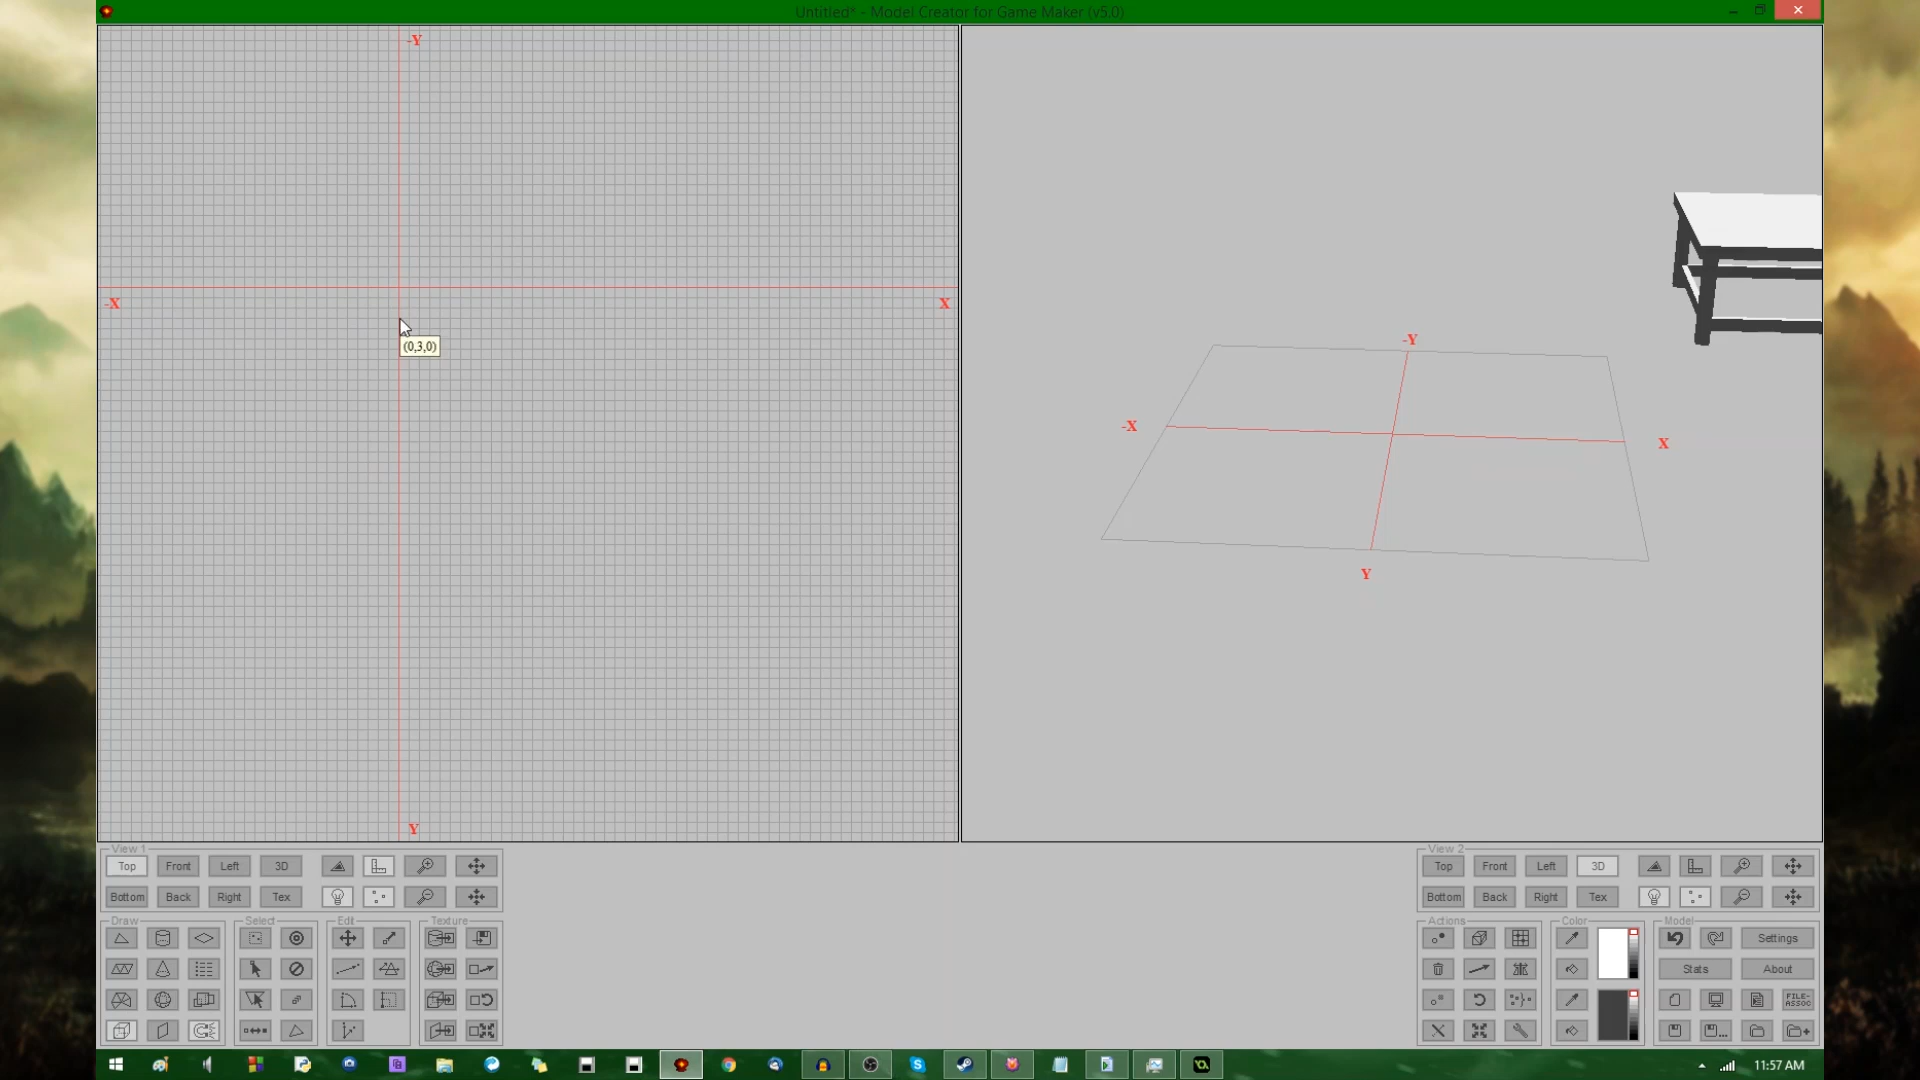 Untitled* - Model Creator for Game Maker (v5.0)
-Y
-X
X
(0,3,0)
Y
-Y
-X
X
Y
View 1
Top Front Left 3D
Bottom Back Right Tex
Draw Select Edit Texture
View 2
Top Front Left 3D
Bottom Back Right Tex
Actions Color Model
Settings
Stats About
FILE-
ASSOC
11:57 AM